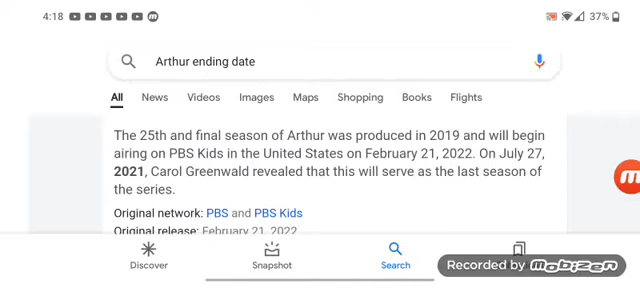 4:18
37%
Arthur ending date
All News Videos Images Maps Shopping Books Flights
The 25th and final season of Arthur was produced in 2019 and will begin
airing on PBS Kids in the United States on February 21, 2022. On July 27,
2021, Carol Greenwald revealed that this will serve as the last season of
the series.
Original network: PBS and PBS Kids
Original release: February 21, 2022
Discover Snapshot Search
Recorded by mobizen